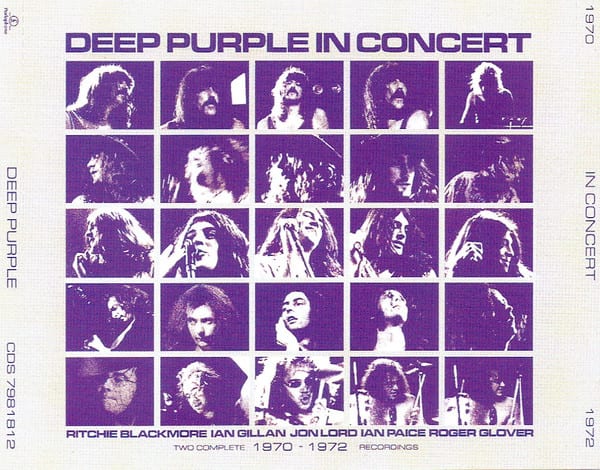 Parlophone
DEEP PURPLE IN CONCERT
RITCHIE BLACKMORE IAN GILLAN JON LORD IAN PAICE ROGER GLOVER
TWO COMPLETE 1970 - 1972 RECORDINGS
DEEP PURPLE
CDS 7981812
1970
IN CONCERT
1972